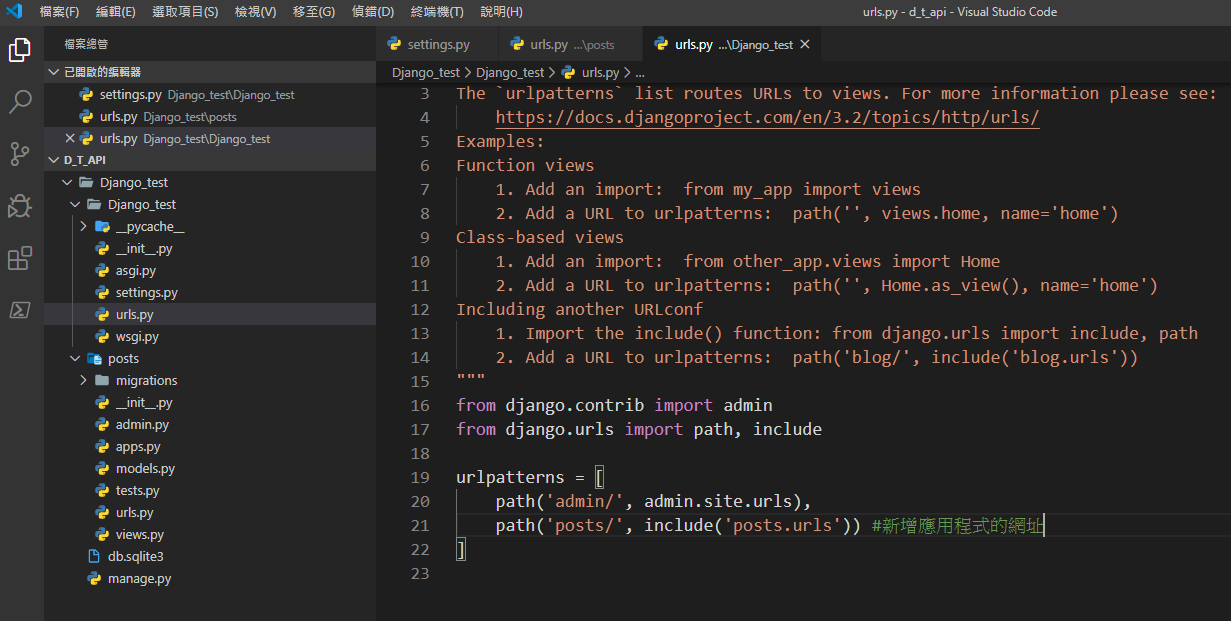 檔案(F) 編輯(E) 選取項目(S) 檢視(V) 移至(G) 偵錯(D) 終端機(T) 說明(H) urls.py - d_t_api - Visual Studio Code
檔案總管
已開啟的編輯器
settings.py Django_test\Django_test
urls.py Django_test\posts
urls.py Django_test\Django_test
D_T_API
Django_test
Django_test
__pycache__
__init__.py
asgi.py
settings.py
urls.py
wsgi.py
posts
migrations
__init__.py
admin.py
apps.py
models.py
tests.py
urls.py
views.py
db.sqlite3
manage.py
settings.py urls.py ...\posts urls.py ...\Django_test
Django_test > Django_test > urls.py > ...
3 The `urlpatterns` list routes URLs to views. For more information please see:
4     https://docs.djangoproject.com/en/3.2/topics/http/urls/
5 Examples:
6 Function views
7     1. Add an import:  from my_app import views
8     2. Add a URL to urlpatterns:  path('', views.home, name='home')
9 Class-based views
10     1. Add an import:  from other_app.views import Home
11     2. Add a URL to urlpatterns:  path('', Home.as_view(), name='home')
12 Including another URLconf
13     1. Import the include() function: from django.urls import include, path
14     2. Add a URL to urlpatterns:  path('blog/', include('blog.urls'))
15 """
16 from django.contrib import admin
17 from django.urls import path, include
18
19 urlpatterns = [
20     path('admin/', admin.site.urls),
21     path('posts/', include('posts.urls')) #新增應用程式的網址
22 ]
23